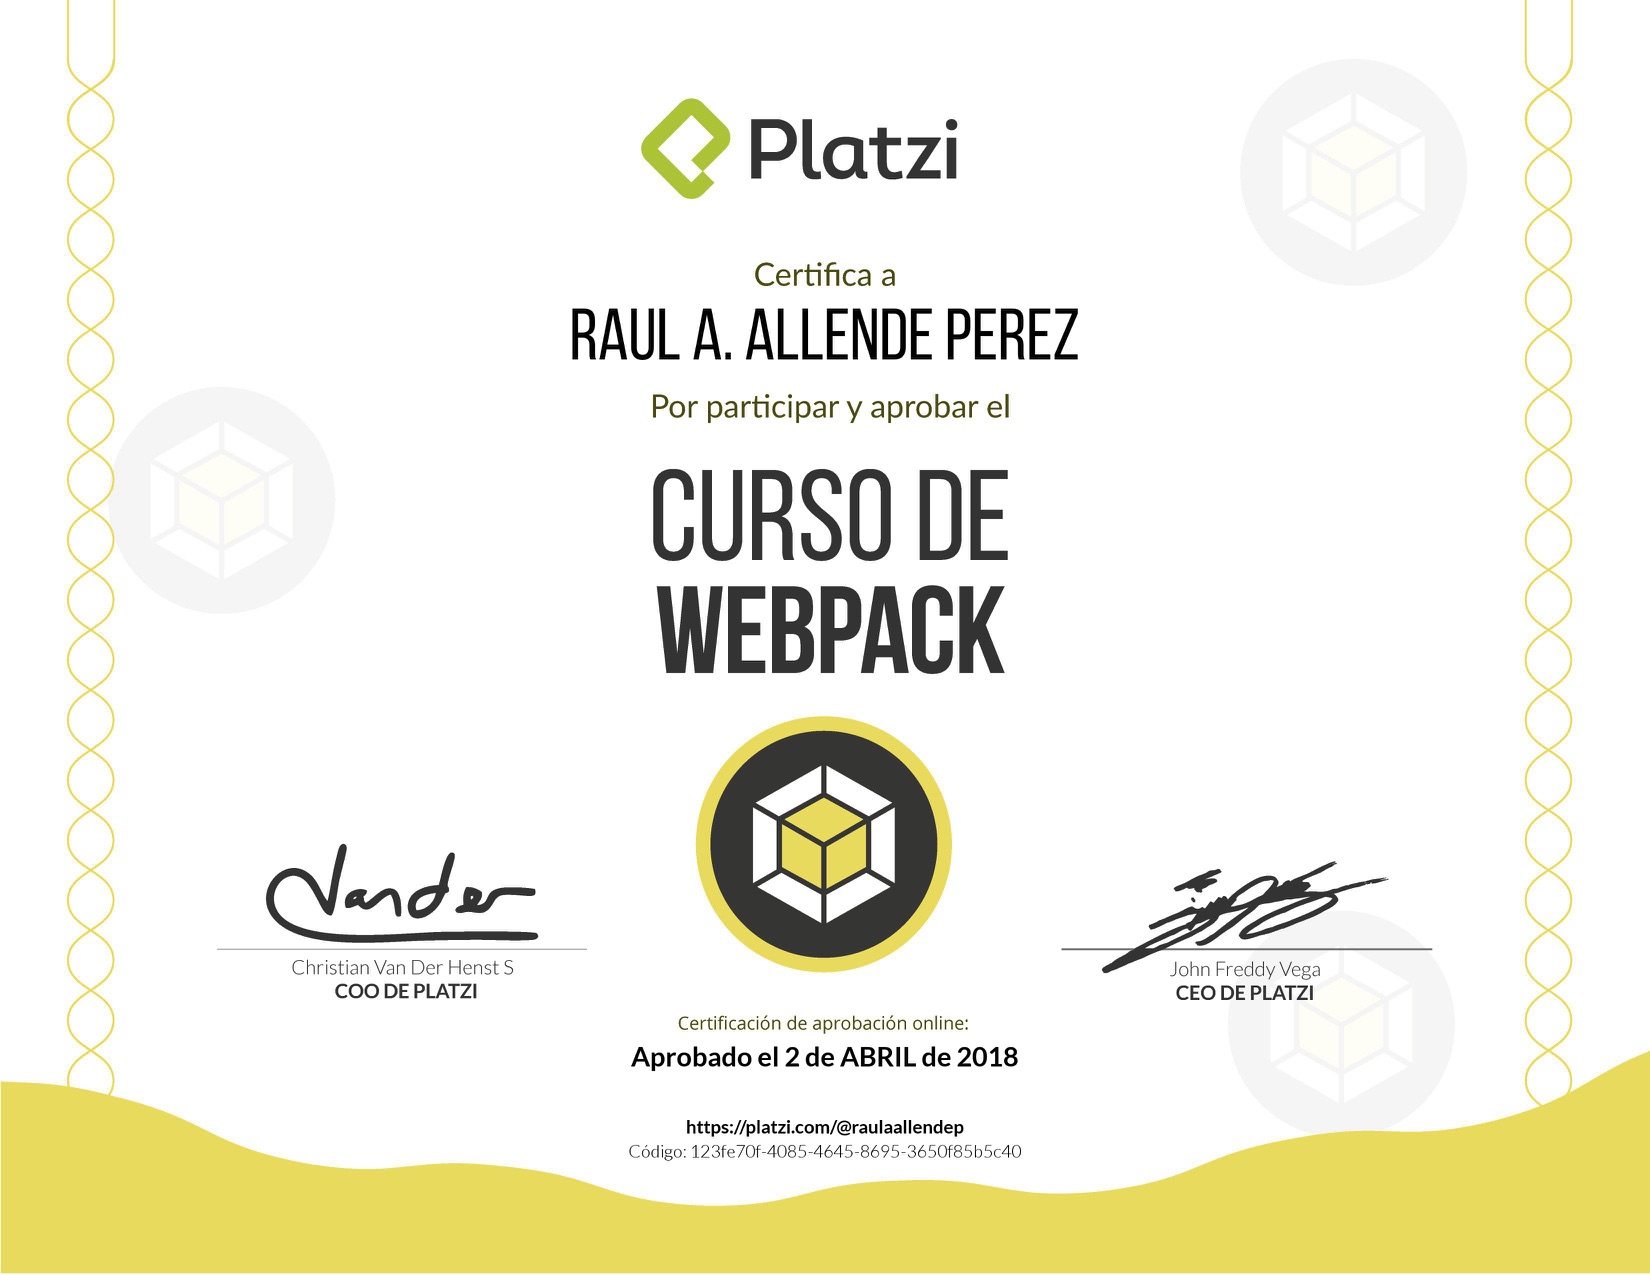 Platzi
Certifica a
RAUL A. ALLENDE PEREZ
Por participar y aprobar el
CURSO DE
WEBPACK
Vander
Christian Van Der Henst S
COO DE PLATZI
John Freddy Vega
CEO DE PLATZI
Certificación de aprobación online:
Aprobado el 2 de ABRIL de 2018
https://platzi.com/@raulaallendep
Código: 123fe70f-4085-4645-8695-3650f85b5c40